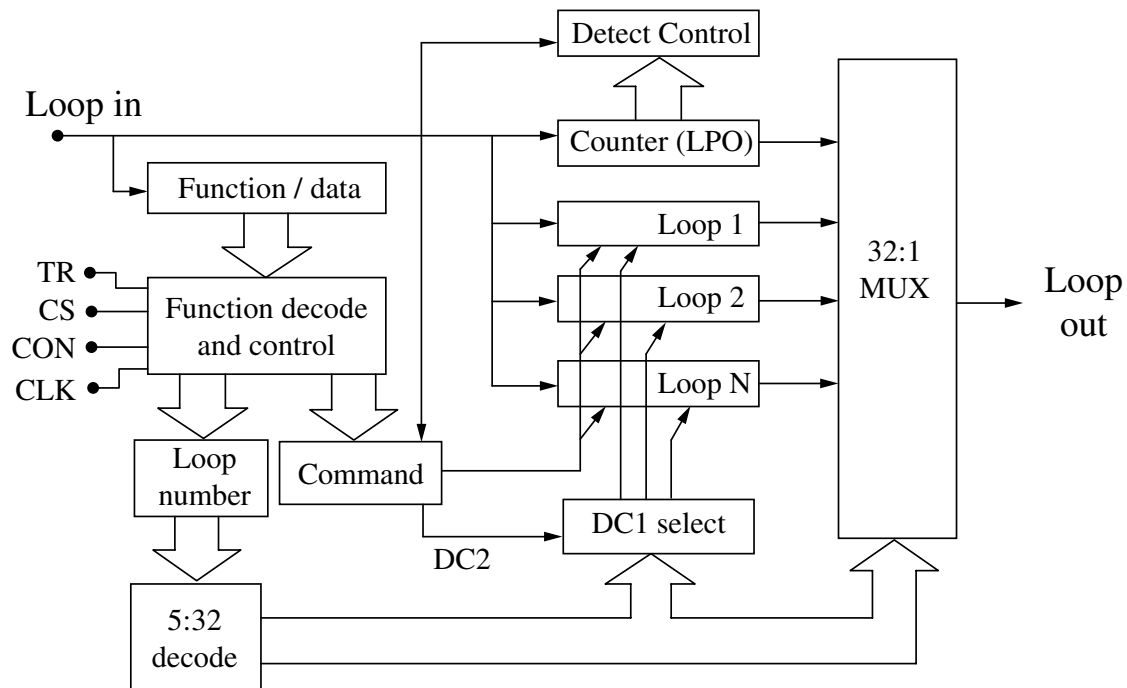 Detect Control
Loop in
Counter (LPO)
Function / data
Loop 1
32:1
MUX
TR
CS
CON
CLK
Function decode
and control
Loop 2
Loop
out
Loop N
Loop
number
Command
DC1 select
DC2
5:32
decode